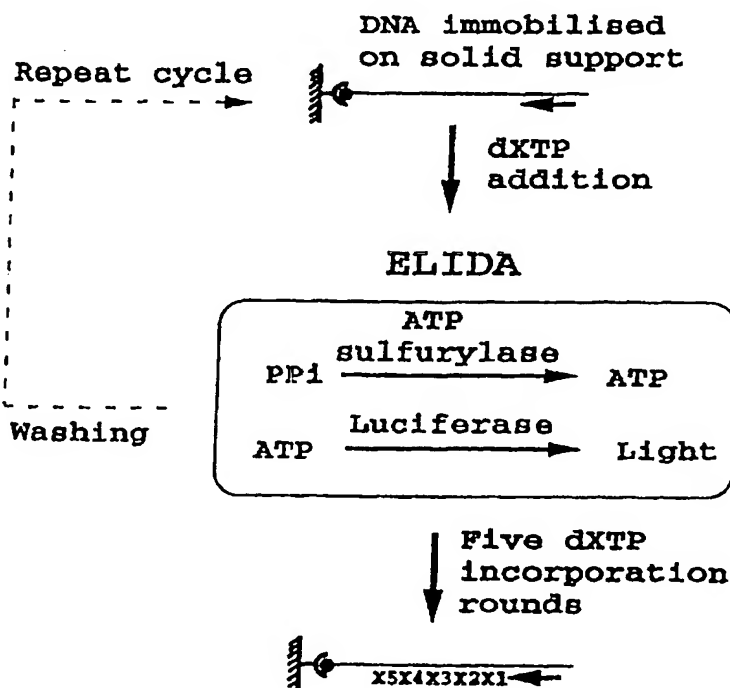 DNA immobilised
on solid support
Repeat cycle
dXTP
addition
ELIDA
ATP
sulfurylase
PPi
ATP
Luciferase
ATP
Light
Washing
Five dXTP
incorporation
rounds
X5X4X3X2X1